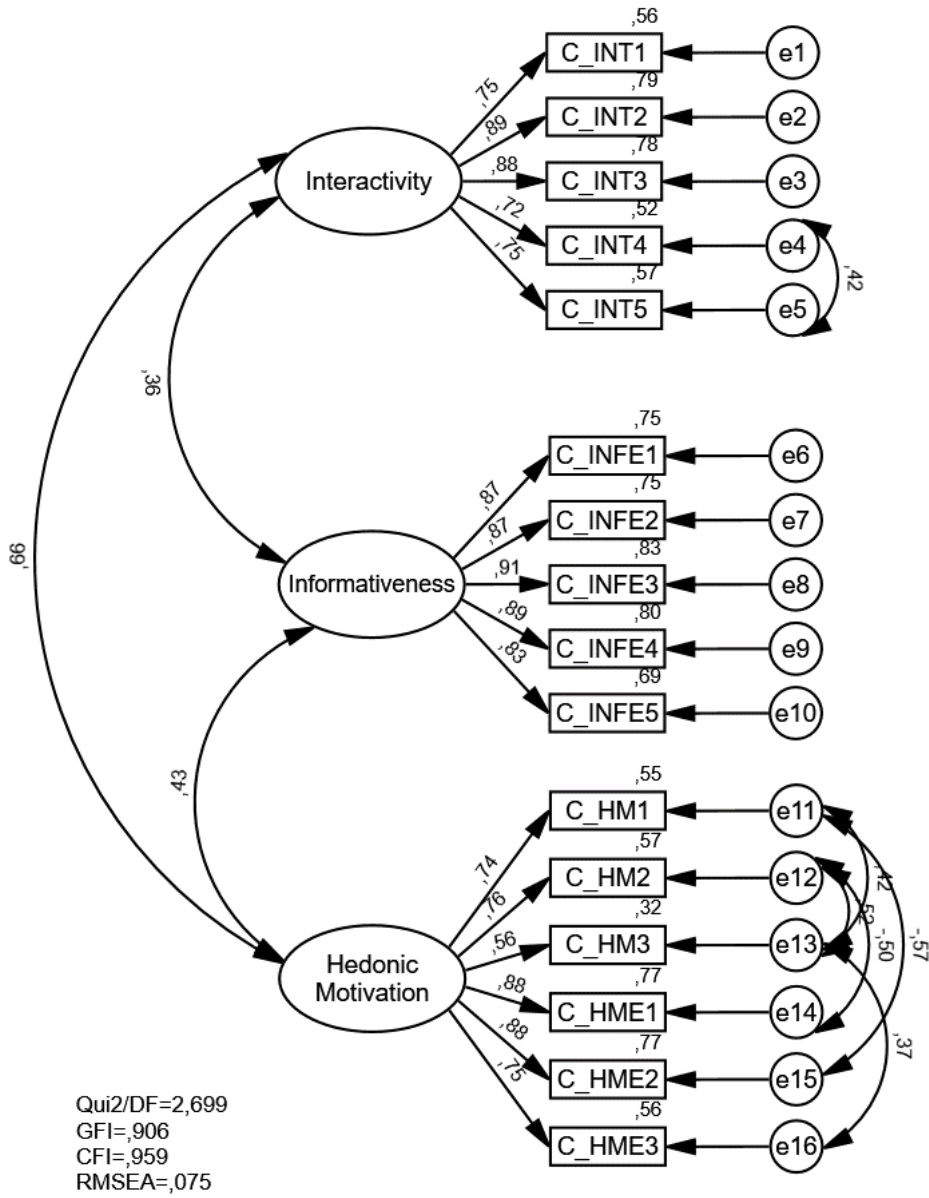 ,56
C_INT1
e1
,75
,79
C_INT2
e2
,89
,78
Interactivity
,88
C_INT3
e3
,72
,52
C_INT4
e4
,75
,57
,42
C_INT5
e5
,36
,75
C_INFE1
e6
,87
,75
C_INFE2
e7
,87
,83
,66
Informativeness
,91
C_INFE3
e8
,89
,80
C_INFE4
e9
,83
,69
C_INFE5
e10
,43
,55
C_HM1
e11
,74
,57
C_HM2
e12
,42
,76
,32
,52
C_HM3
e13
-,50
-,57
,56
Hedonic
Motivation
,77
,88
C_HME1
e14
,88
,77
,37
C_HME2
e15
,75
,56
C_HME3
e16
Qui2/DF=2,699
GFI=,906
CFI=,959
RMSEA=,075